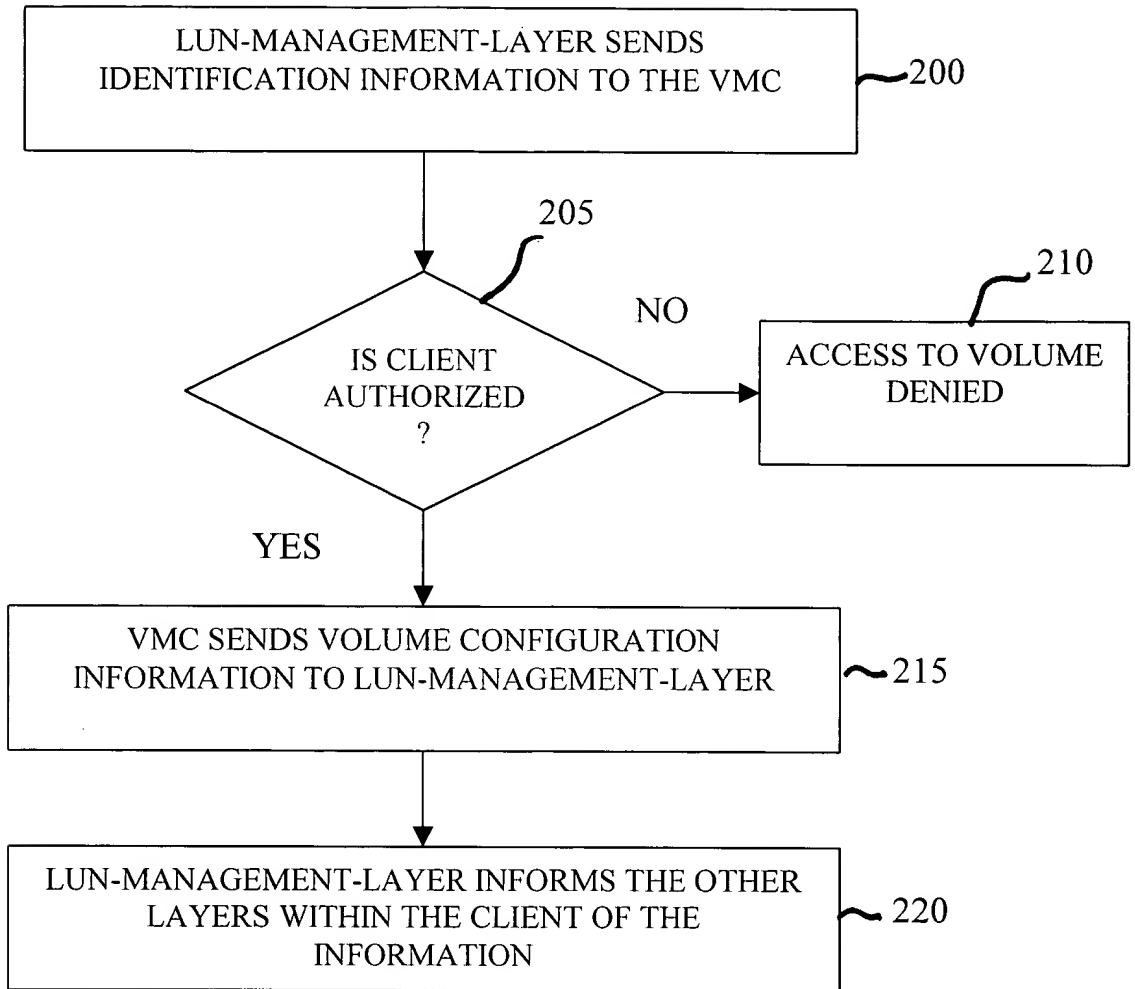 LUN-MANAGEMENT-LAYER SENDS
IDENTIFICATION INFORMATION TO THE VMC
200
205
IS CLIENT
AUTHORIZED
?
NO
210
ACCESS TO VOLUME
DENIED
YES
VMC SENDS VOLUME CONFIGURATION
INFORMATION TO LUN-MANAGEMENT-LAYER
215
LUN-MANAGEMENT-LAYER INFORMS THE OTHER
LAYERS WITHIN THE CLIENT OF THE
INFORMATION
220